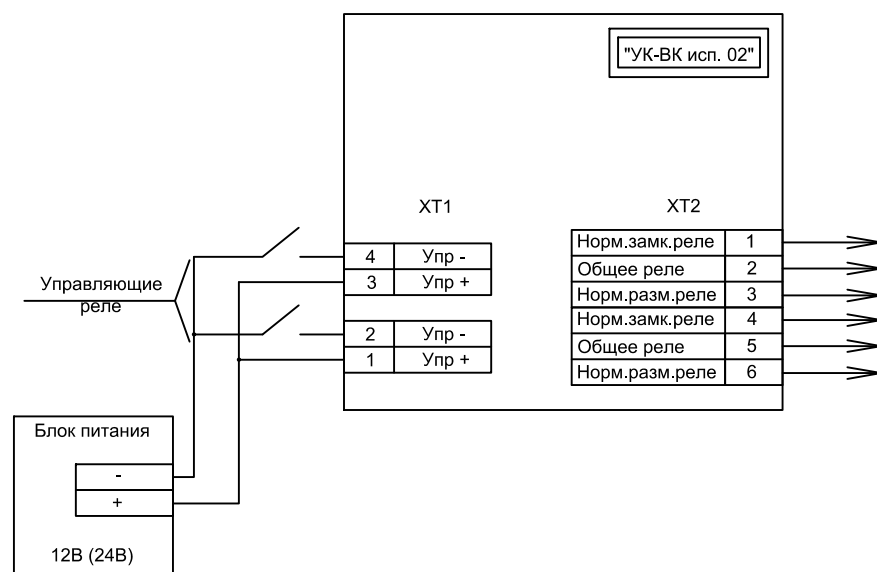 "УК-ВК исп. 02"
XT1
XT2
4 Упр -
3 Упр +
2 Упр -
1 Упр +
Норм.замк.реле 1
Общее реле 2
Норм.разм.реле 3
Норм.замк.реле 4
Общее реле 5
Норм.разм.реле 6
Управляющие
реле
Блок питания
-
+
12В (24В)